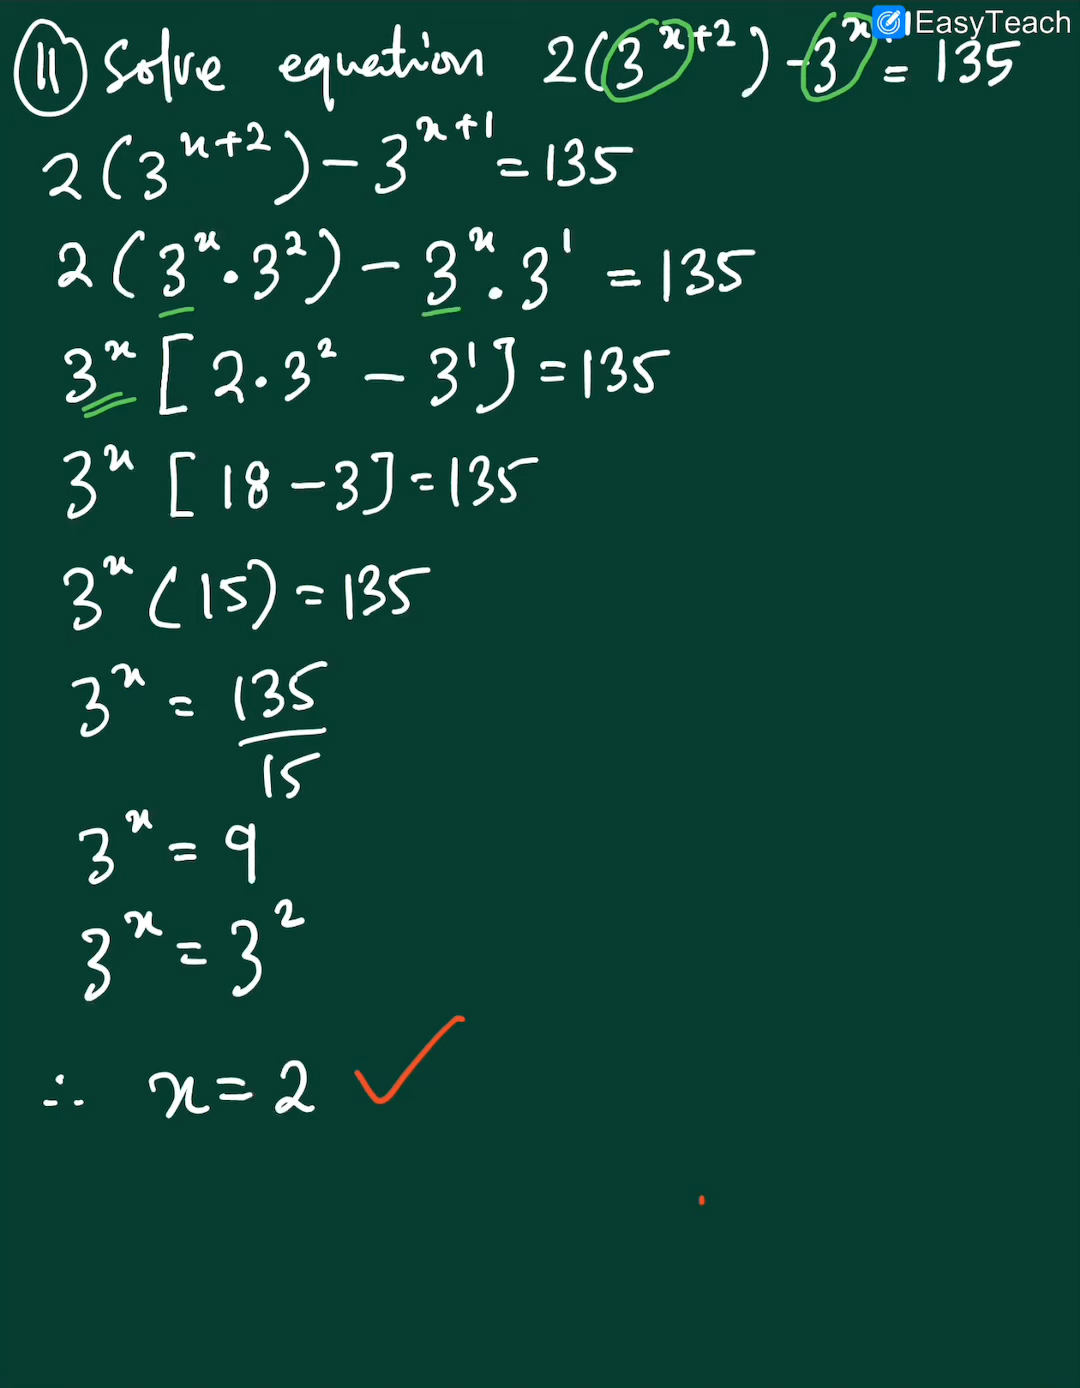 EasyTeach
(11) Solve equation 2(3^{x+2}) - 3^{x} = 135
2(3^{x+2}) - 3^{x+1} = 135
2(3^x · 3^2) - 3^x · 3^1 = 135
3^x [2 · 3^2 - 3^1] = 135
3^x [18 - 3] = 135
3^x (15) = 135
3^x = 135/15
3^x = 9
3^x = 3^2
∴ x = 2 ✓